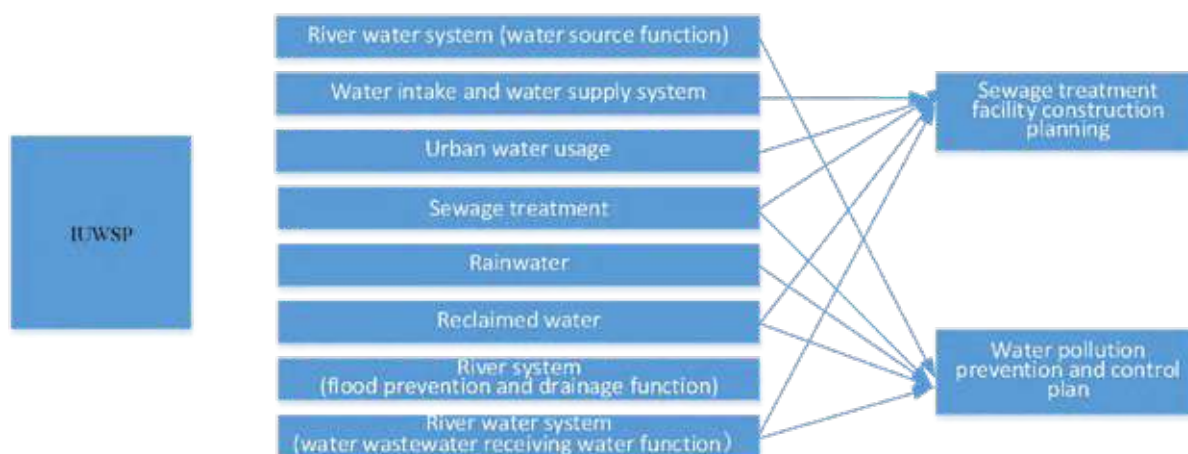 IUWSP
River water system (water source function)
Water intake and water supply system
Urban water usage
Sewage treatment
Rainwater
Reclaimed water
River system
(flood prevention and drainage function)
River water system
(water wastewater receiving water function）
Sewage treatment
facility construction
planning
Water pollution
prevention and control
plan